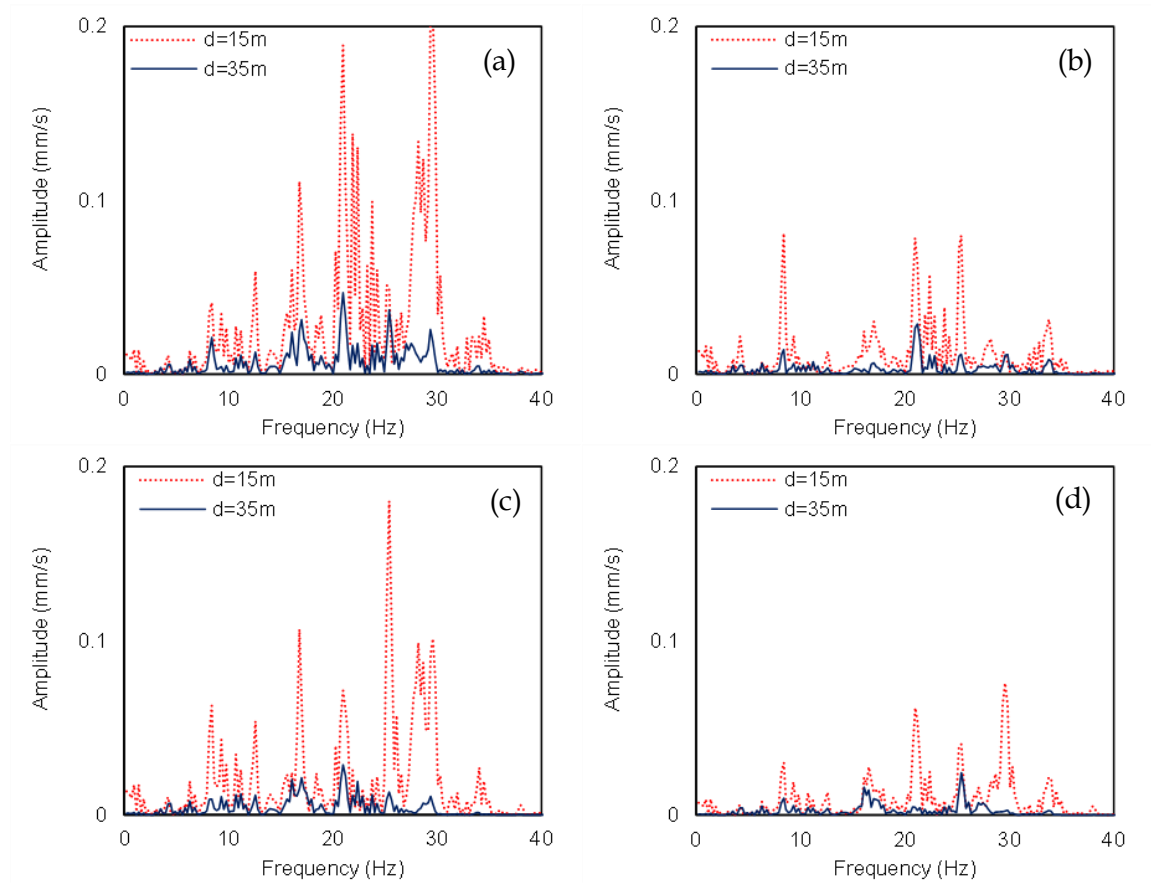 0.2
d=15m
d=35m
(a)
Amplitude (mm/s)
0.1
0
0 10 20 30 40
Frequency (Hz)
0.2
d=15m
d=35m
(b)
Amplitude (mm/s)
0.1
0
0 10 20 30 40
Frequency (Hz)
0.2
d=15m
d=35m
(c)
Amplitude (mm/s)
0.1
0
0 10 20 30 40
Frequency (Hz)
0.2
d=15m
d=35m
(d)
Amplitude (mm/s)
0.1
0
0 10 20 30 40
Frequency (Hz)